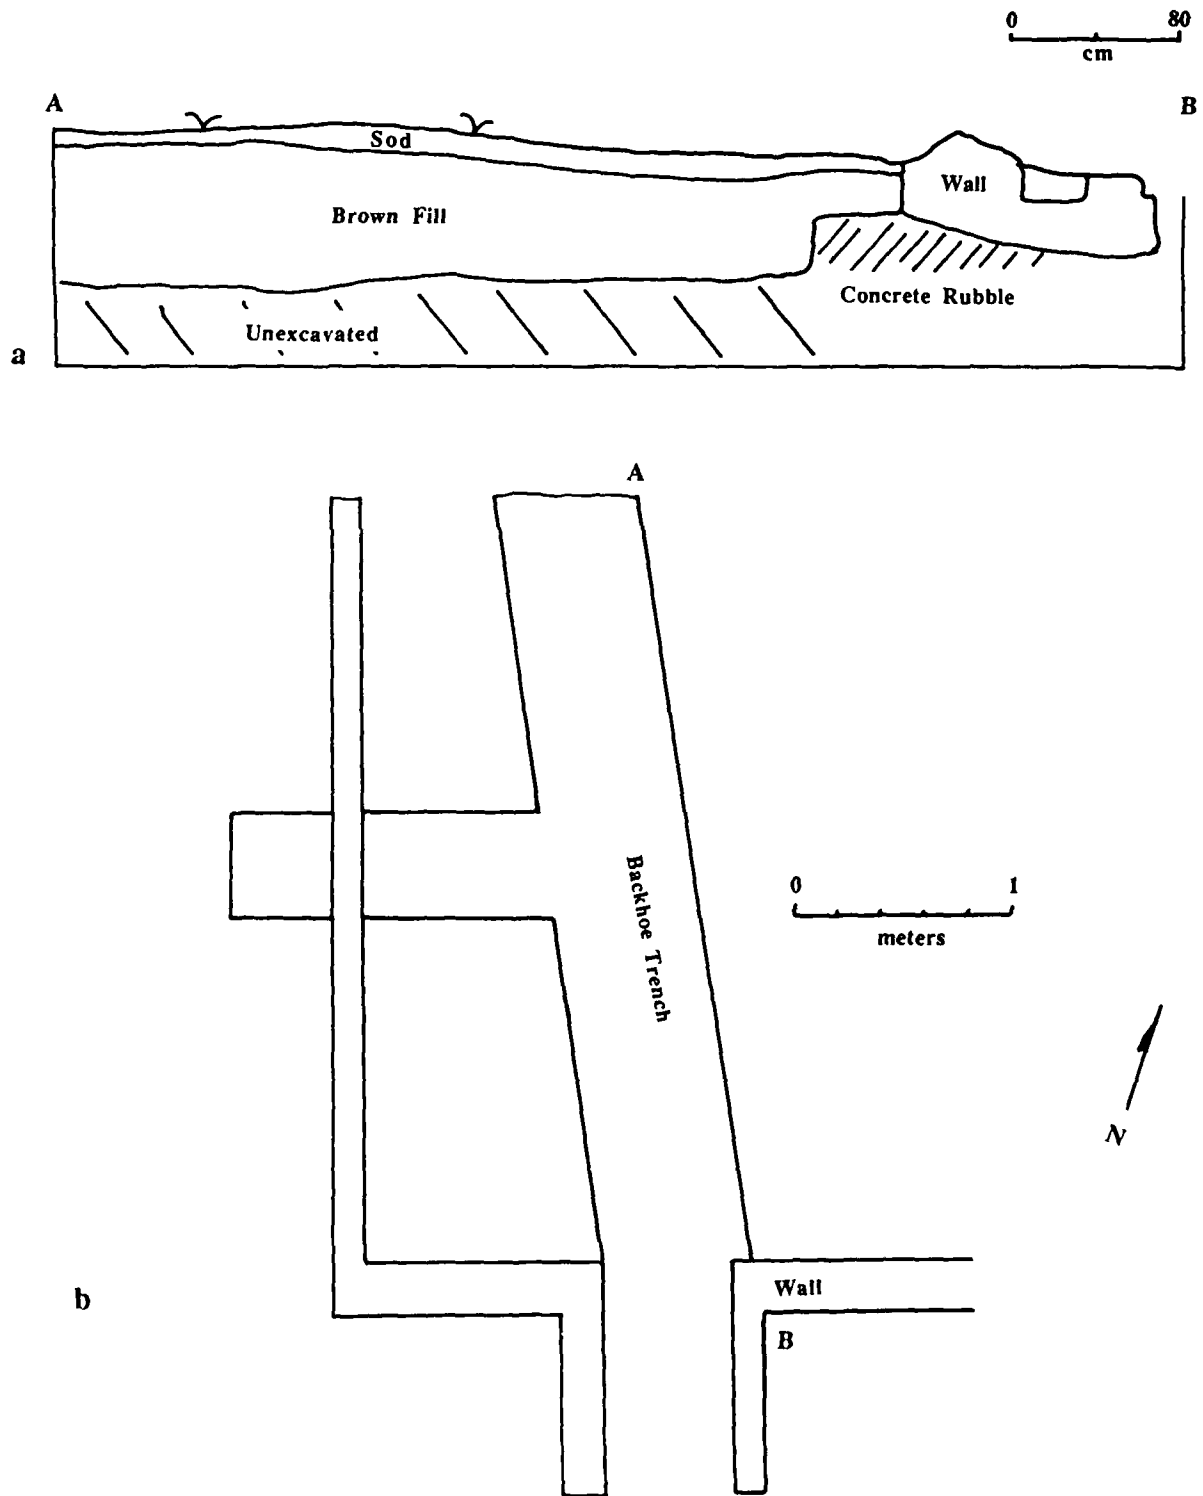 0 80
cm
A B
Sod
Wall
Brown Fill
Concrete Rubble
Unexcavated
a
A
Backhoe Trench
0 1
meters
N
b
Wall
B